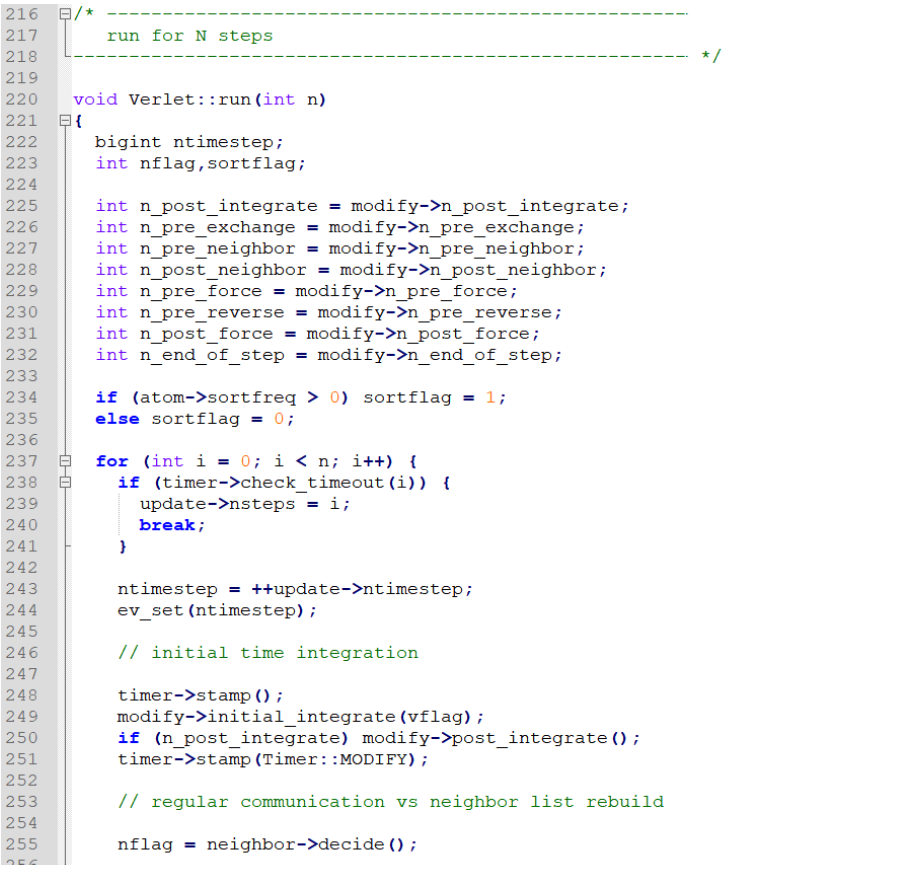 216 /* ----------------------------------------------------------
217    run for N steps
218 ------------------------------------------------------------- */
219
220 void Verlet::run(int n)
221 {
222   bigint ntimestep;
223   int nflag,sortflag;
224
225   int n_post_integrate = modify->n_post_integrate;
226   int n_pre_exchange = modify->n_pre_exchange;
227   int n_pre_neighbor = modify->n_pre_neighbor;
228   int n_post_neighbor = modify->n_post_neighbor;
229   int n_pre_force = modify->n_pre_force;
230   int n_pre_reverse = modify->n_pre_reverse;
231   int n_post_force = modify->n_post_force;
232   int n_end_of_step = modify->n_end_of_step;
233
234   if (atom->sortfreq > 0) sortflag = 1;
235   else sortflag = 0;
236
237   for (int i = 0; i < n; i++) {
238     if (timer->check_timeout(i)) {
239       update->nsteps = i;
240       break;
241     }
242
243     ntimestep = ++update->ntimestep;
244     ev_set(ntimestep);
245
246     // initial time integration
247
248     timer->stamp();
249     modify->initial_integrate(vflag);
250     if (n_post_integrate) modify->post_integrate();
251     timer->stamp(Timer::MODIFY);
252
253     // regular communication vs neighbor list rebuild
254
255     nflag = neighbor->decide();